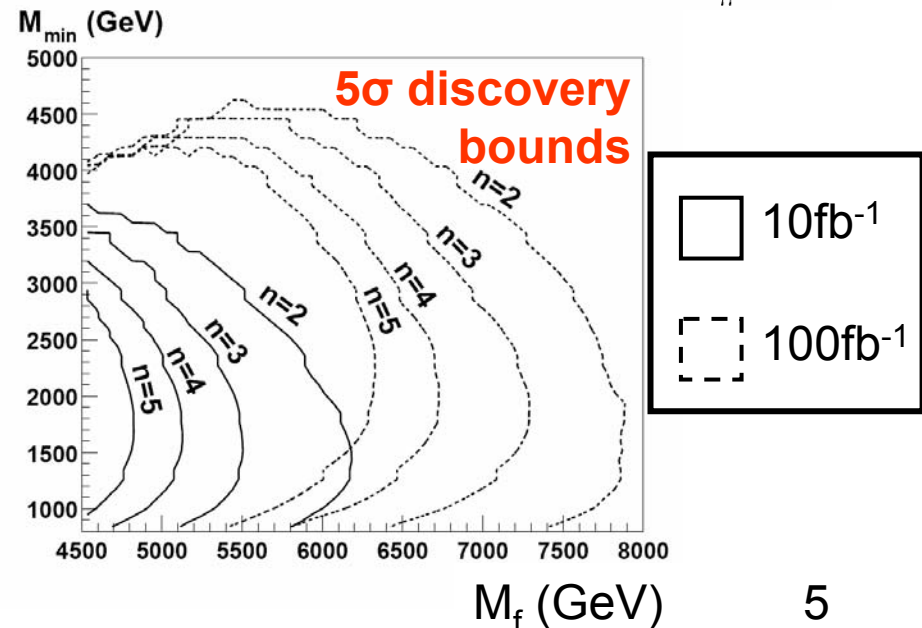 M_min (GeV)
5σ discovery
bounds
5000
4500
4000
3500
3000
2500
2000
1500
1000
n=2
n=3
n=4
n=5
n=2
n=3
n=4
n=5
10fb-1
100fb-1
4500 5000 5500 6000 6500 7000 7500 8000
M_f (GeV) 5